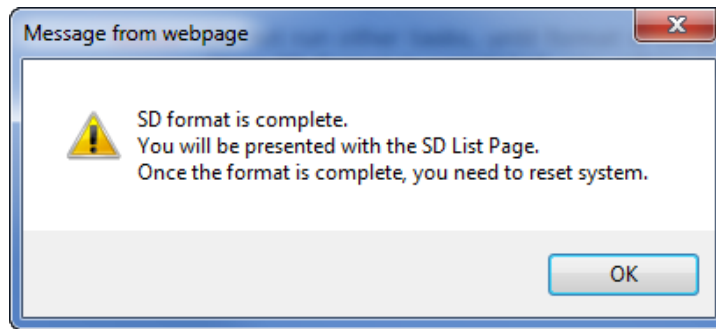 Message from webpage
X
SD format is complete.
You will be presented with the SD List Page.
Once the format is complete, you need to reset system.
OK